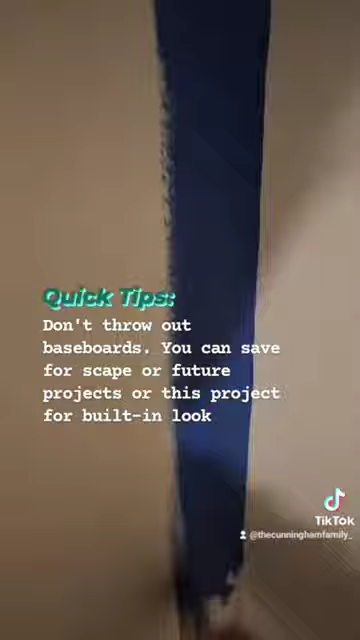 Quick Tips:
Don't throw out
baseboards. You can save
for scape or future
projects or this project
for built-in look
TikTok
@thecunninghamfamily_